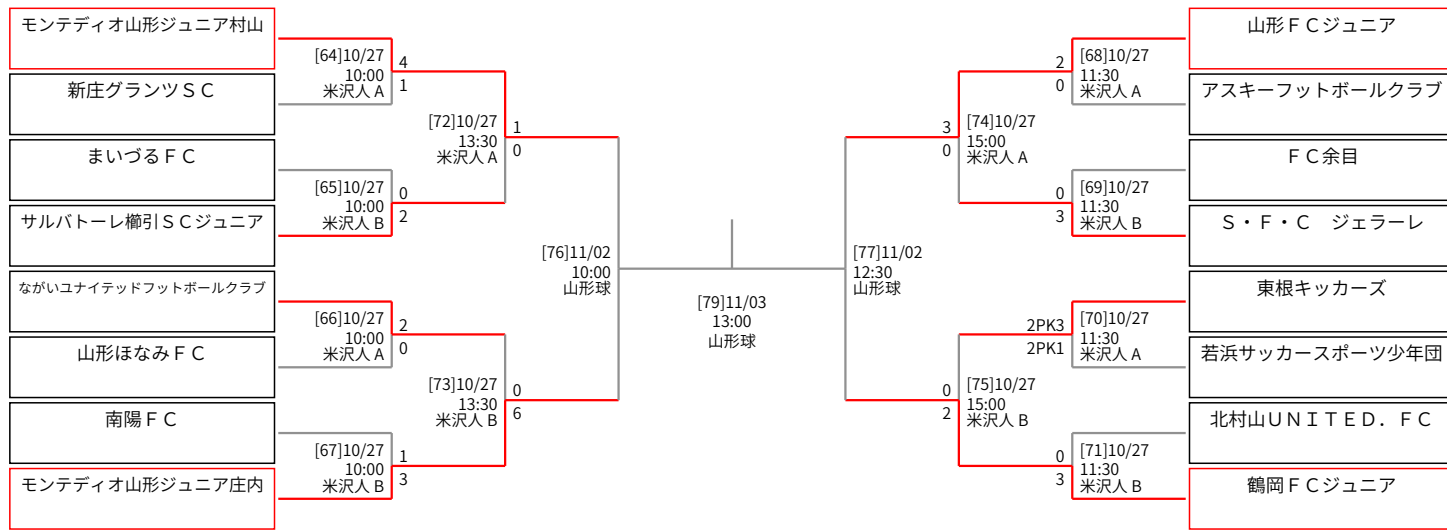 モンテディオ山形ジュニア村山
新庄グランツＳＣ
まいづるＦＣ
サルバトーレ櫛引ＳＣジュニア
ながいユナイテッドフットボールクラブ
山形ほなみＦＣ
南陽ＦＣ
モンテディオ山形ジュニア庄内
[64]10/27
10:00
米沢人 A
4
1
[65]10/27
10:00
米沢人 B
0
2
[66]10/27
10:00
米沢人 A
2
0
[67]10/27
10:00
米沢人 B
1
3
[72]10/27
13:30
米沢人 A
1
0
[73]10/27
13:30
米沢人 B
0
6
[76]11/02
10:00
山形球
[79]11/03
13:00
山形球
[77]11/02
12:30
山形球
3
0
[74]10/27
15:00
米沢人 A
0
2
[75]10/27
15:00
米沢人 B
2
0
[68]10/27
11:30
米沢人 A
0
3
[69]10/27
11:30
米沢人 B
2PK3
2PK1
[70]10/27
11:30
米沢人 A
0
3
[71]10/27
11:30
米沢人 B
山形ＦＣジュニア
アスキーフットボールクラブ
ＦＣ余目
Ｓ・Ｆ・Ｃ　ジェラーレ
東根キッカーズ
若浜サッカースポーツ少年団
北村山ＵＮＩＴＥＤ．ＦＣ
鶴岡ＦＣジュニア